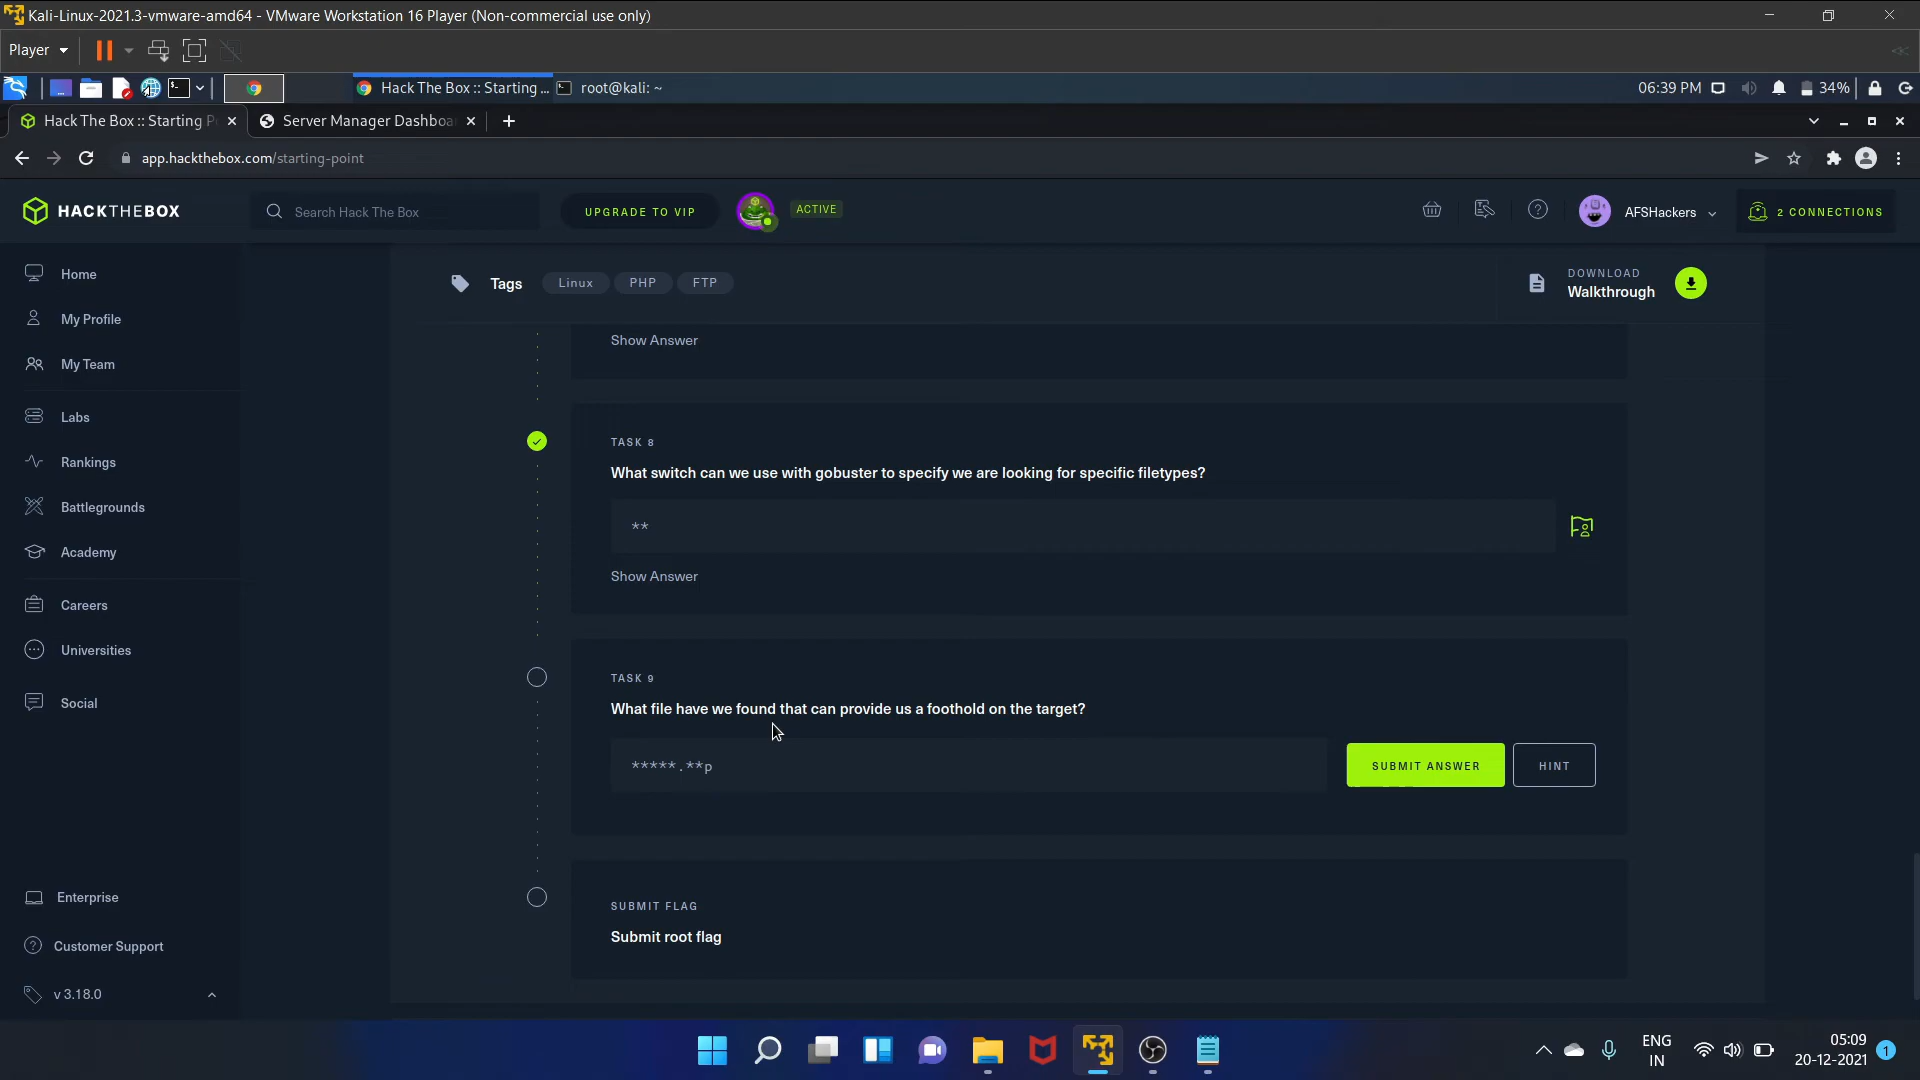 Kali-Linux-2021.3-vmware-amd64 - VMware Workstation 16 Player (Non-commercial use only)
Player
Hack The Box :: Starting ...
root@kali: ~
06:39 PM
34%
Hack The Box :: Starting P
Server Manager Dashboa
app.hackthebox.com/starting-point
HACKTHEBOX
Search Hack The Box
UPGRADE TO VIP
ACTIVE
AFSHackers
2 CONNECTIONS
Home
My Profile
My Team
Labs
Rankings
Battlegrounds
Academy
Careers
Universities
Social
Enterprise
Customer Support
v 3.18.0
Tags
Linux
PHP
FTP
DOWNLOAD
Walkthrough
Show Answer
TASK 8
What switch can we use with gobuster to specify we are looking for specific filetypes?
**
Show Answer
TASK 9
What file have we found that can provide us a foothold on the target?
*****.**p
SUBMIT ANSWER
HINT
SUBMIT FLAG
Submit root flag
ENG
IN
05:09
20-12-2021
1